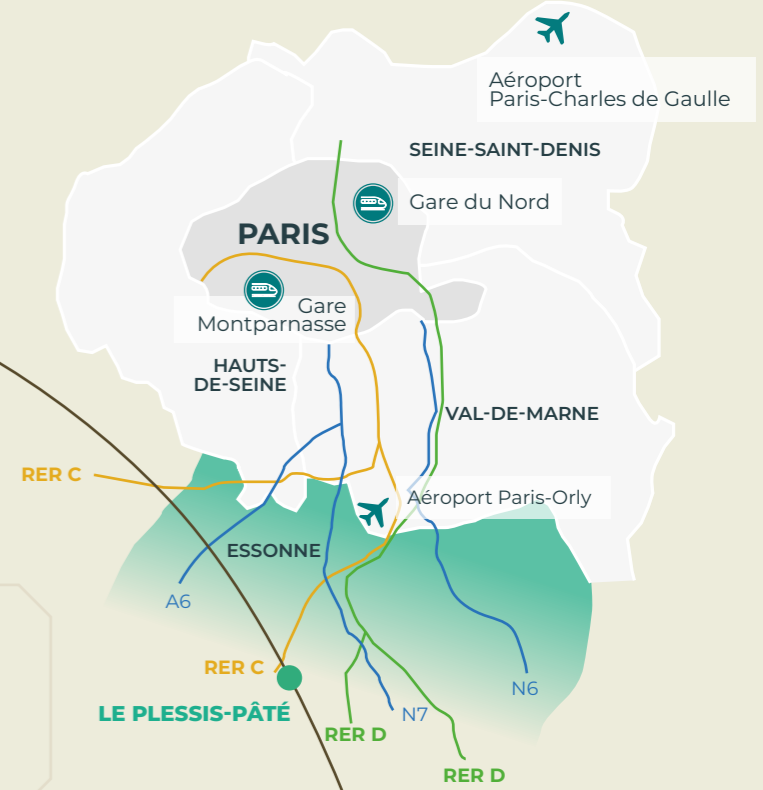 Aéroport
Paris-Charles de Gaulle
SEINE-SAINT-DENIS
Gare du Nord
PARIS
Gare
Montparnasse
HAUTS-
DE-SEINE
VAL-DE-MARNE
RER C
Aéroport Paris-Orly
ESSONNE
A6
RER C
N6
LE PLESSIS-PÂTÉ
N7
RER D
RER D